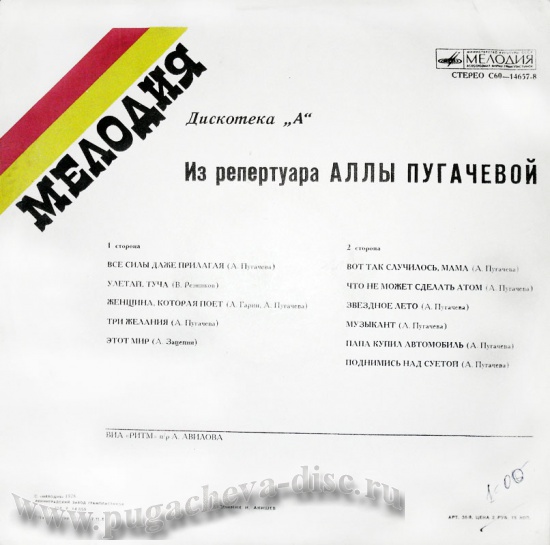 МЕЛОДИЯ
МЕЛОДИЯ
СТЕРЕО С60—14657-8
Дискотека „А“
Из репертуара АЛЛЫ ПУГАЧЕВОЙ
1 сторона
ВСЕ СИЛЫ ДАЖЕ ПРИЛАГАЯ (А. Пугачева)
УЛЕТАЙ, ТУЧА (В. Резников)
ЖЕНЩИНА, КОТОРАЯ ПОЕТ (Л. Гарин, А. Пугачева)
ТРИ ЖЕЛАНИЯ (А. Пугачева)
ЭТОТ МИР (А. Зацепин)
2 сторона
ВОТ ТАК СЛУЧИЛОСЬ, МАМА (А. Пугачева)
ЧТО НЕ МОЖЕТ СДЕЛАТЬ АТОМ (А. Пугачева)
ЗВЕЗДНОЕ ЛЕТО (А. Пугачева)
МУЗЫКАНТ (А. Пугачева)
ПАПА КУПИЛ АВТОМОБИЛЬ (А. Пугачева)
ПОДНИМИСЬ НАД СУЕТОЙ (А. Пугачева)
ВИА «РИТМ» п/р А. АВИЛОВА
www.pugacheva-disc.ru
1-00